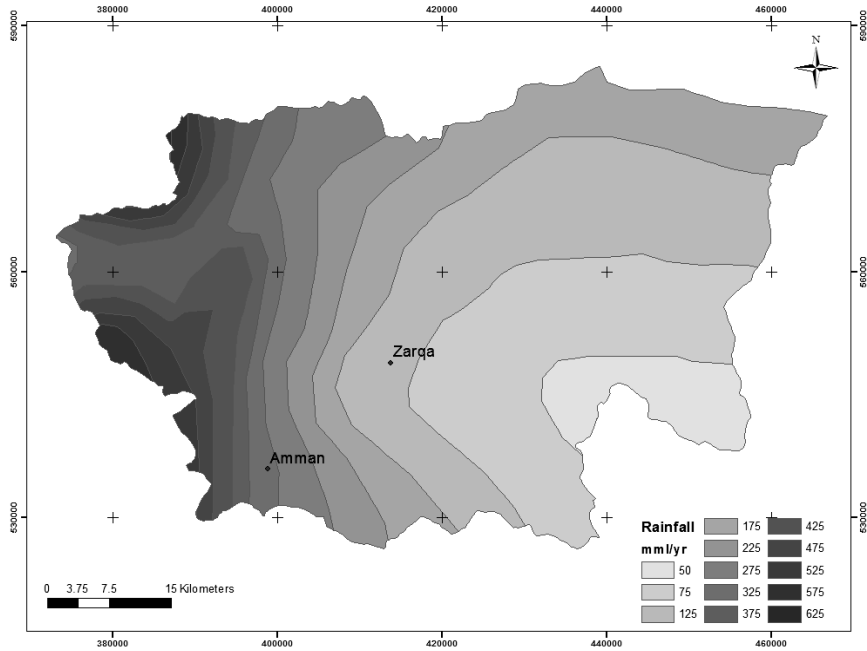 380000 400000 420000 440000 460000
590000 590000
N
560000 560000
Zarqa
Amman
530000 530000
Rainfall 175 425
mml/yr 225 475
50 275 525
75 325 575
125 375 625
0 3.75 7.5 15 Kilometers
380000 400000 420000 440000 460000